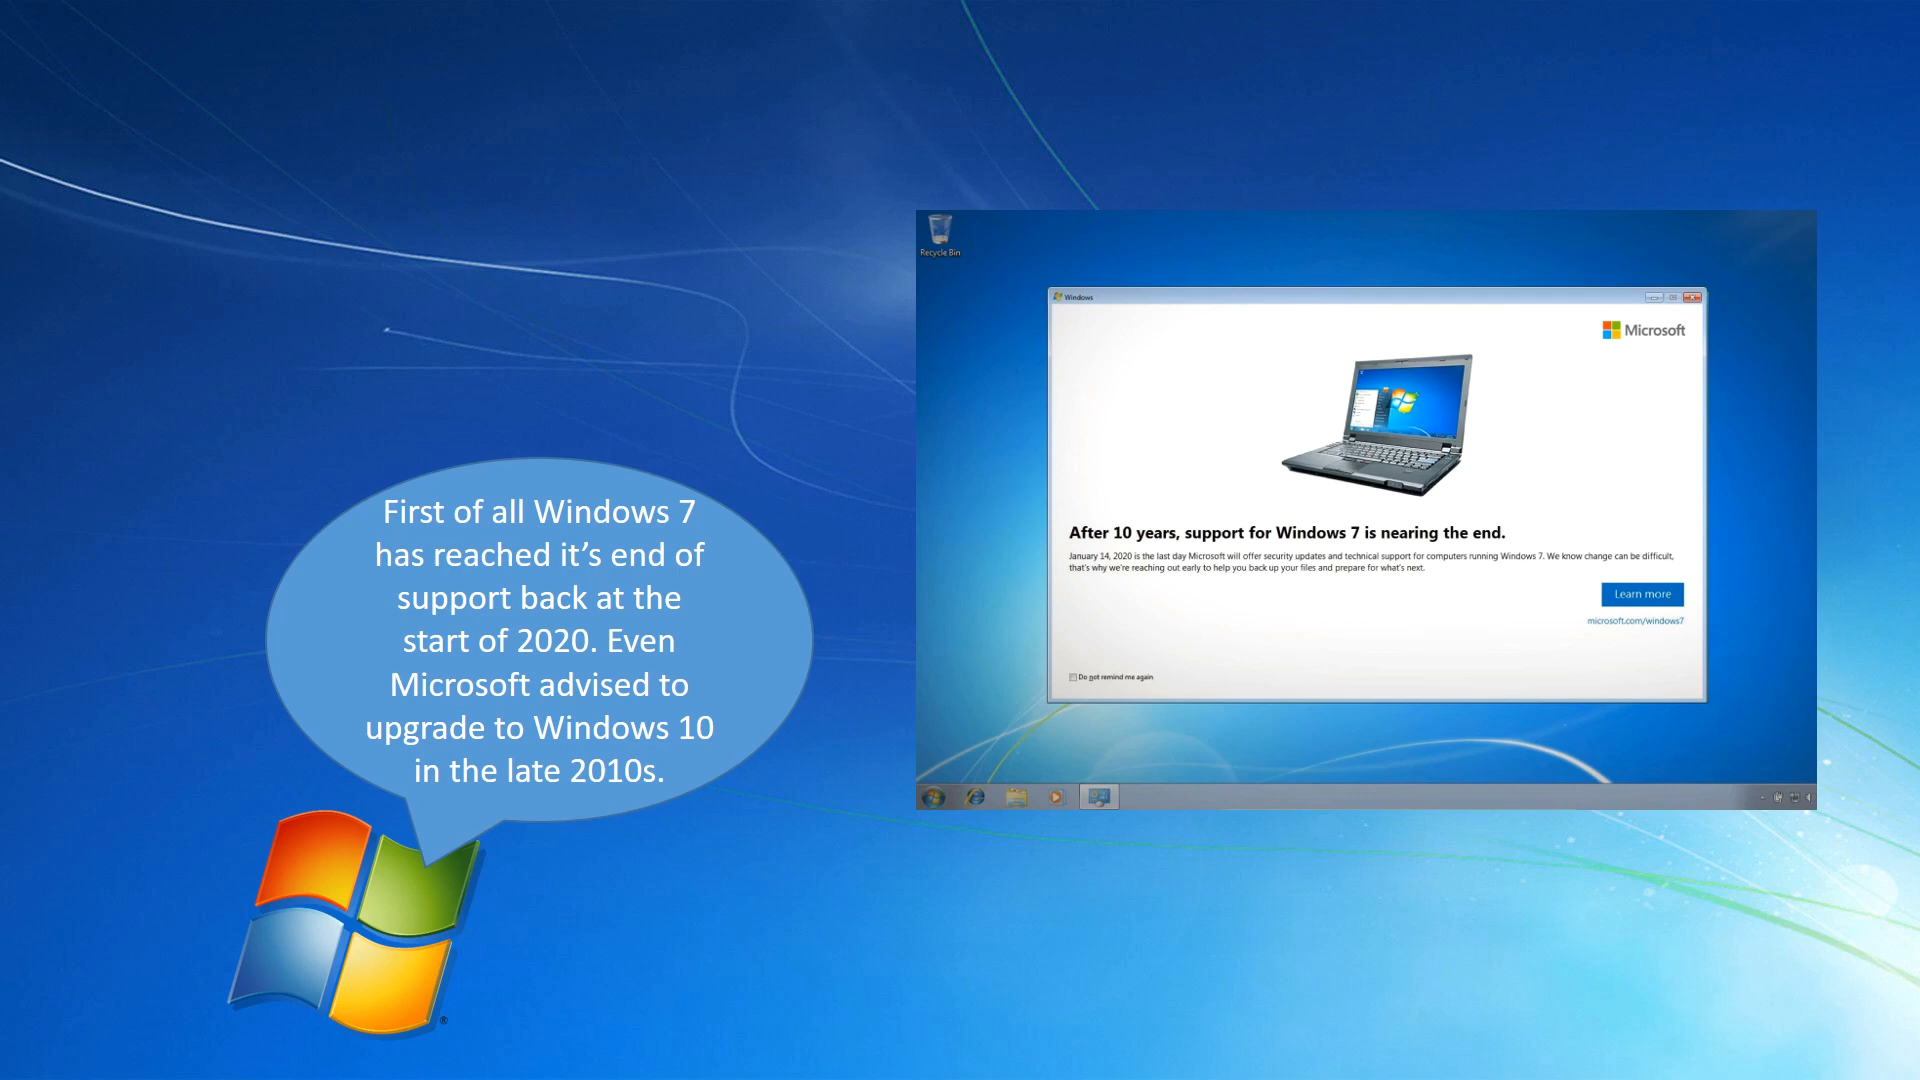 First of all Windows 7
has reached it’s end of
support back at the
start of 2020. Even
Microsoft advised to
upgrade to Windows 10
in the late 2010s.
®
Recycle Bin
Windows
Microsoft
After 10 years, support for Windows 7 is nearing the end.
January 14, 2020 is the last day Microsoft will offer security updates and technical support for computers running Windows 7. We know change can be difficult,
that's why we're reaching out early to help you back up your files and prepare for what's next.
Learn more
microsoft.com/windows7
Do not remind me again